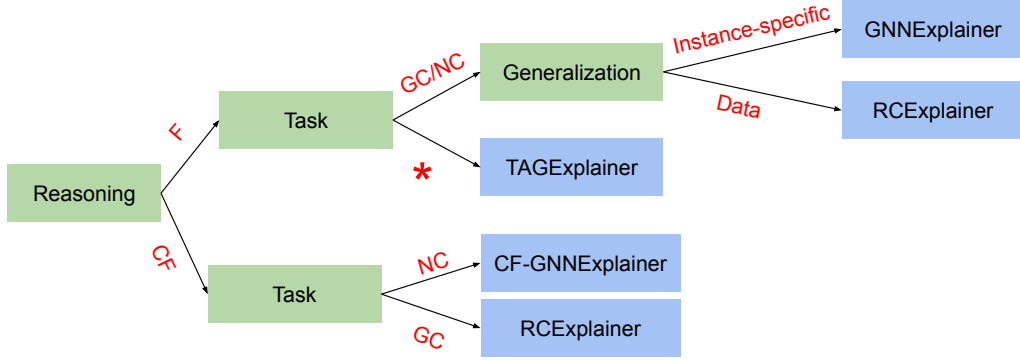 Reasoning
F
CF
Task
GC/NC
*
Generalization
Instance-specific
Data
GNNExplainer
RCExplainer
TAGExplainer
Task
NC
GC
CF-GNNExplainer
RCExplainer